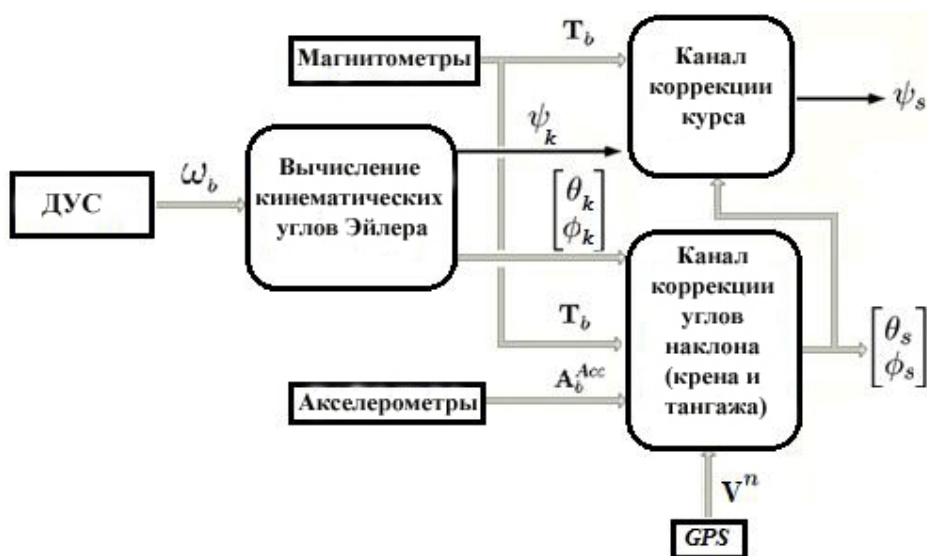 Магнитометры
T_b
Канал
коррекции
курса
ψ_s
ψ_k
ДУС
ω_b
Вычисление
кинематических
углов Эйлера
[θ_k
ϕ_k]
Канал
коррекции
углов
наклона
(крена и
тангажа)
[θ_s
ϕ_s]
T_b
A_b^{Acc}
Акселерометры
V^n
GPS